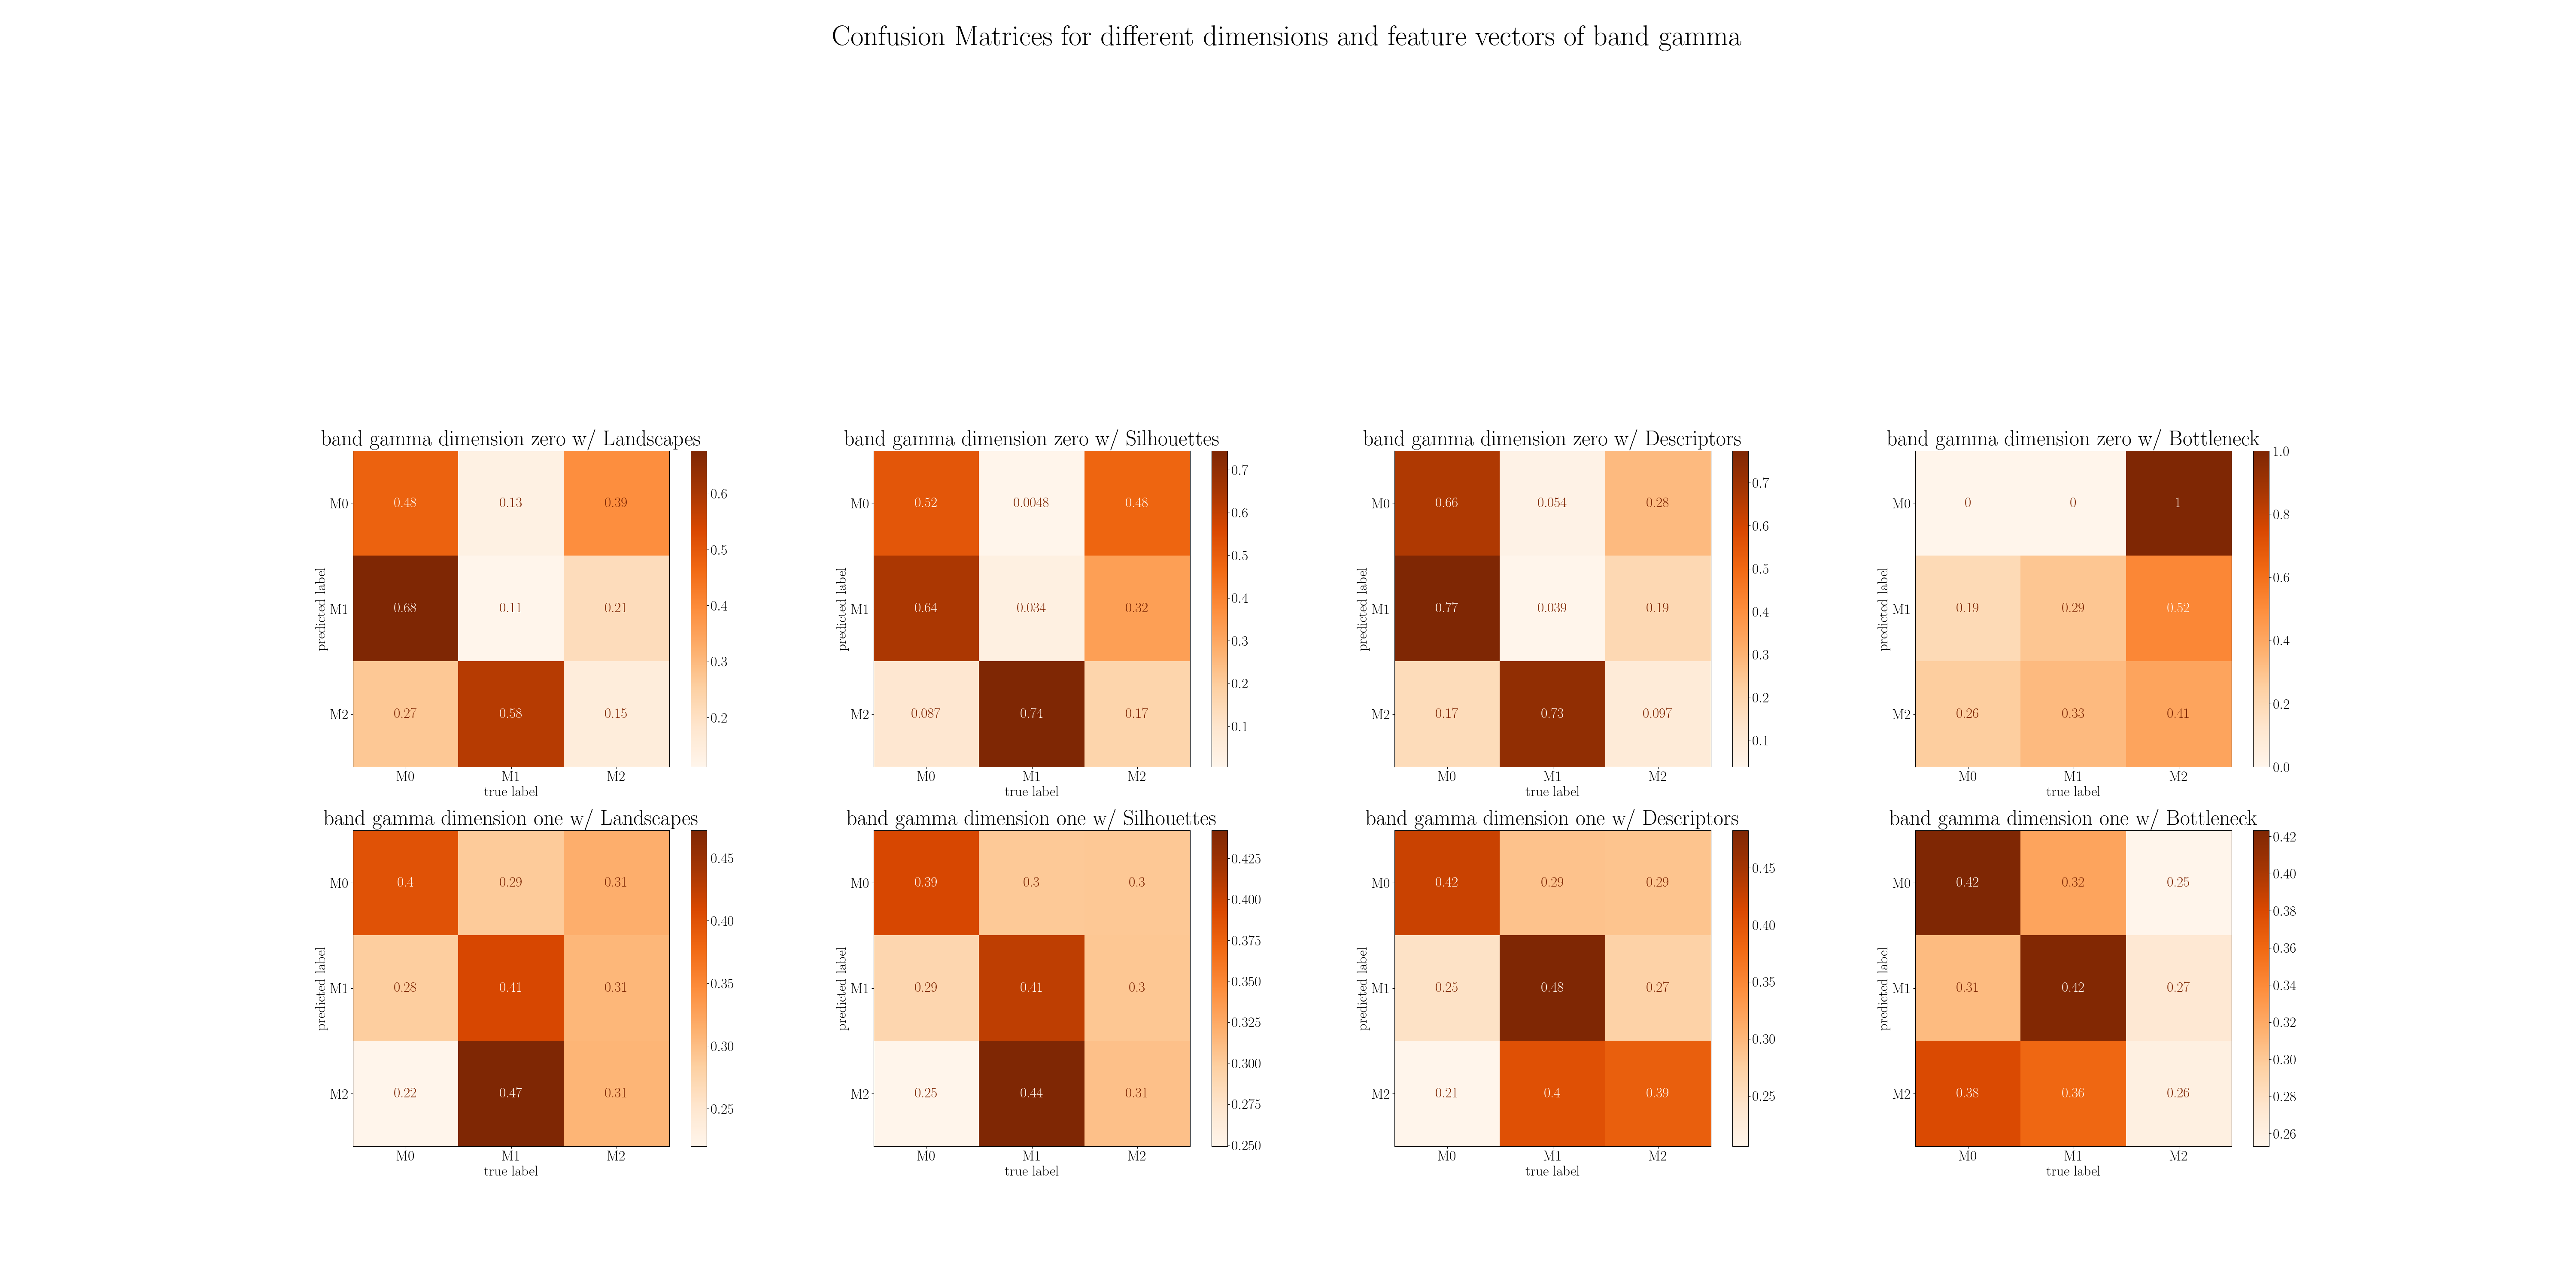 Confusion Matrices for different dimensions and feature vectors of band gamma
band gamma dimension zero w/ Landscapes
predicted label
M0 0.48 0.13 0.39
M1 0.68 0.11 0.21
M2 0.27 0.58 0.15
M0 M1 M2
true label
0.6
0.5
0.4
0.3
0.2
band gamma dimension zero w/ Silhouettes
predicted label
M0 0.52 0.0048 0.48
M1 0.64 0.034 0.32
M2 0.087 0.74 0.17
M0 M1 M2
true label
0.7
0.6
0.5
0.4
0.3
0.2
0.1
band gamma dimension zero w/ Descriptors
predicted label
M0 0.66 0.054 0.28
M1 0.77 0.039 0.19
M2 0.17 0.73 0.097
M0 M1 M2
true label
0.7
0.6
0.5
0.4
0.3
0.2
0.1
band gamma dimension zero w/ Bottleneck
predicted label
M0 0 0 1
M1 0.19 0.29 0.52
M2 0.26 0.33 0.41
M0 M1 M2
true label
1.0
0.8
0.6
0.4
0.2
0.0
band gamma dimension one w/ Landscapes
predicted label
M0 0.4 0.29 0.31
M1 0.28 0.41 0.31
M2 0.22 0.47 0.31
M0 M1 M2
true label
0.45
0.40
0.35
0.30
0.25
band gamma dimension one w/ Silhouettes
predicted label
M0 0.39 0.3 0.3
M1 0.29 0.41 0.3
M2 0.25 0.44 0.31
M0 M1 M2
true label
0.425
0.400
0.375
0.350
0.325
0.300
0.275
0.250
band gamma dimension one w/ Descriptors
predicted label
M0 0.42 0.29 0.29
M1 0.25 0.48 0.27
M2 0.21 0.4 0.39
M0 M1 M2
true label
0.45
0.40
0.35
0.30
0.25
band gamma dimension one w/ Bottleneck
predicted label
M0 0.42 0.32 0.25
M1 0.31 0.42 0.27
M2 0.38 0.36 0.26
M0 M1 M2
true label
0.42
0.40
0.38
0.36
0.34
0.32
0.30
0.28
0.26